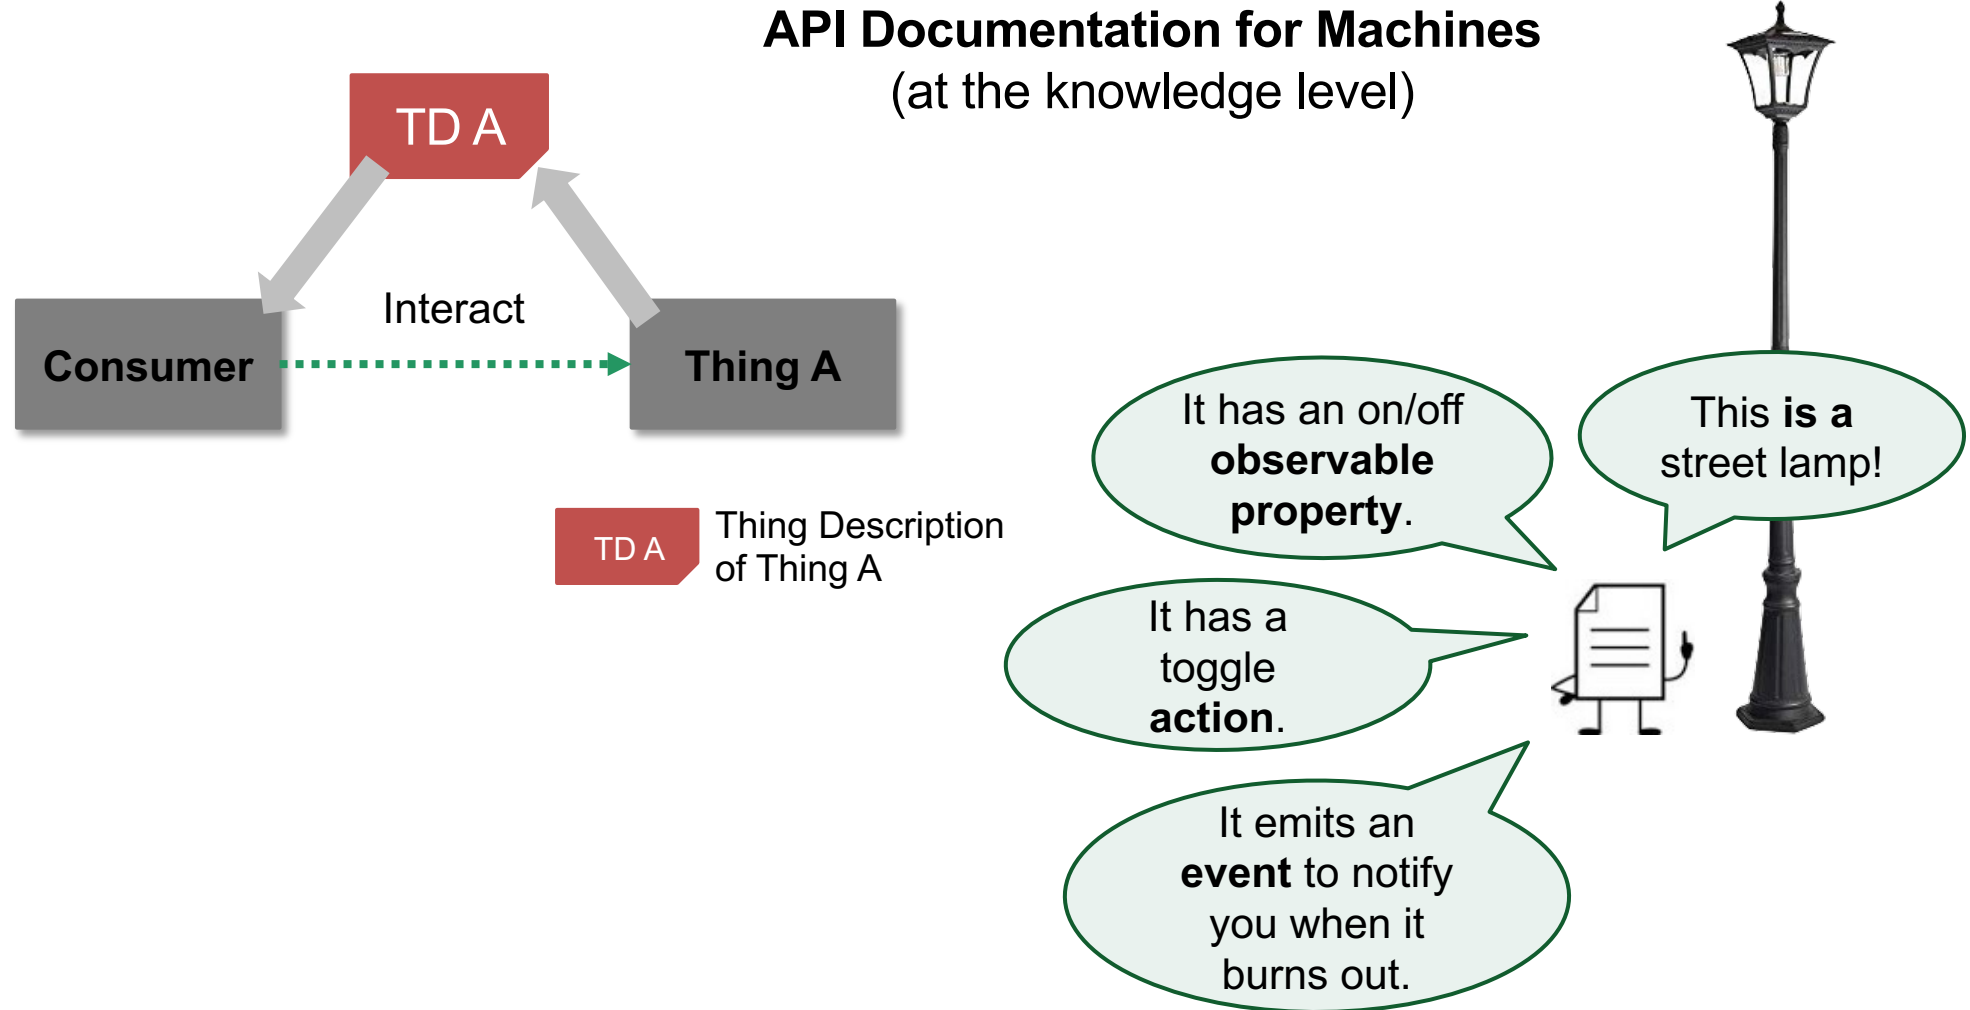 API Documentation for Machines
(at the knowledge level)
TD A
Interact
Consumer
Thing A
TD A
Thing Description
of Thing A
It has an on/off
observable
property.
This is a
street lamp!
It has a
toggle
action.
It emits an
event to notify
you when it
burns out.